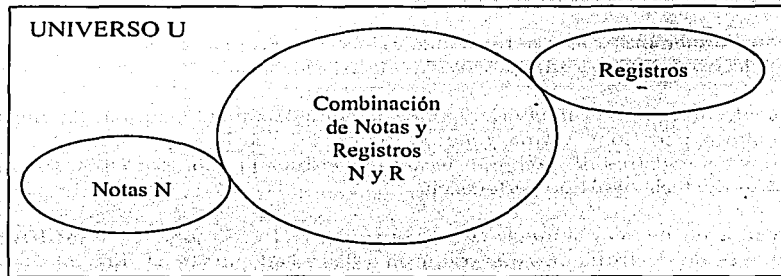 UNIVERSO U
Registros
Combinación
de Notas y
Registros
N y R
Notas N